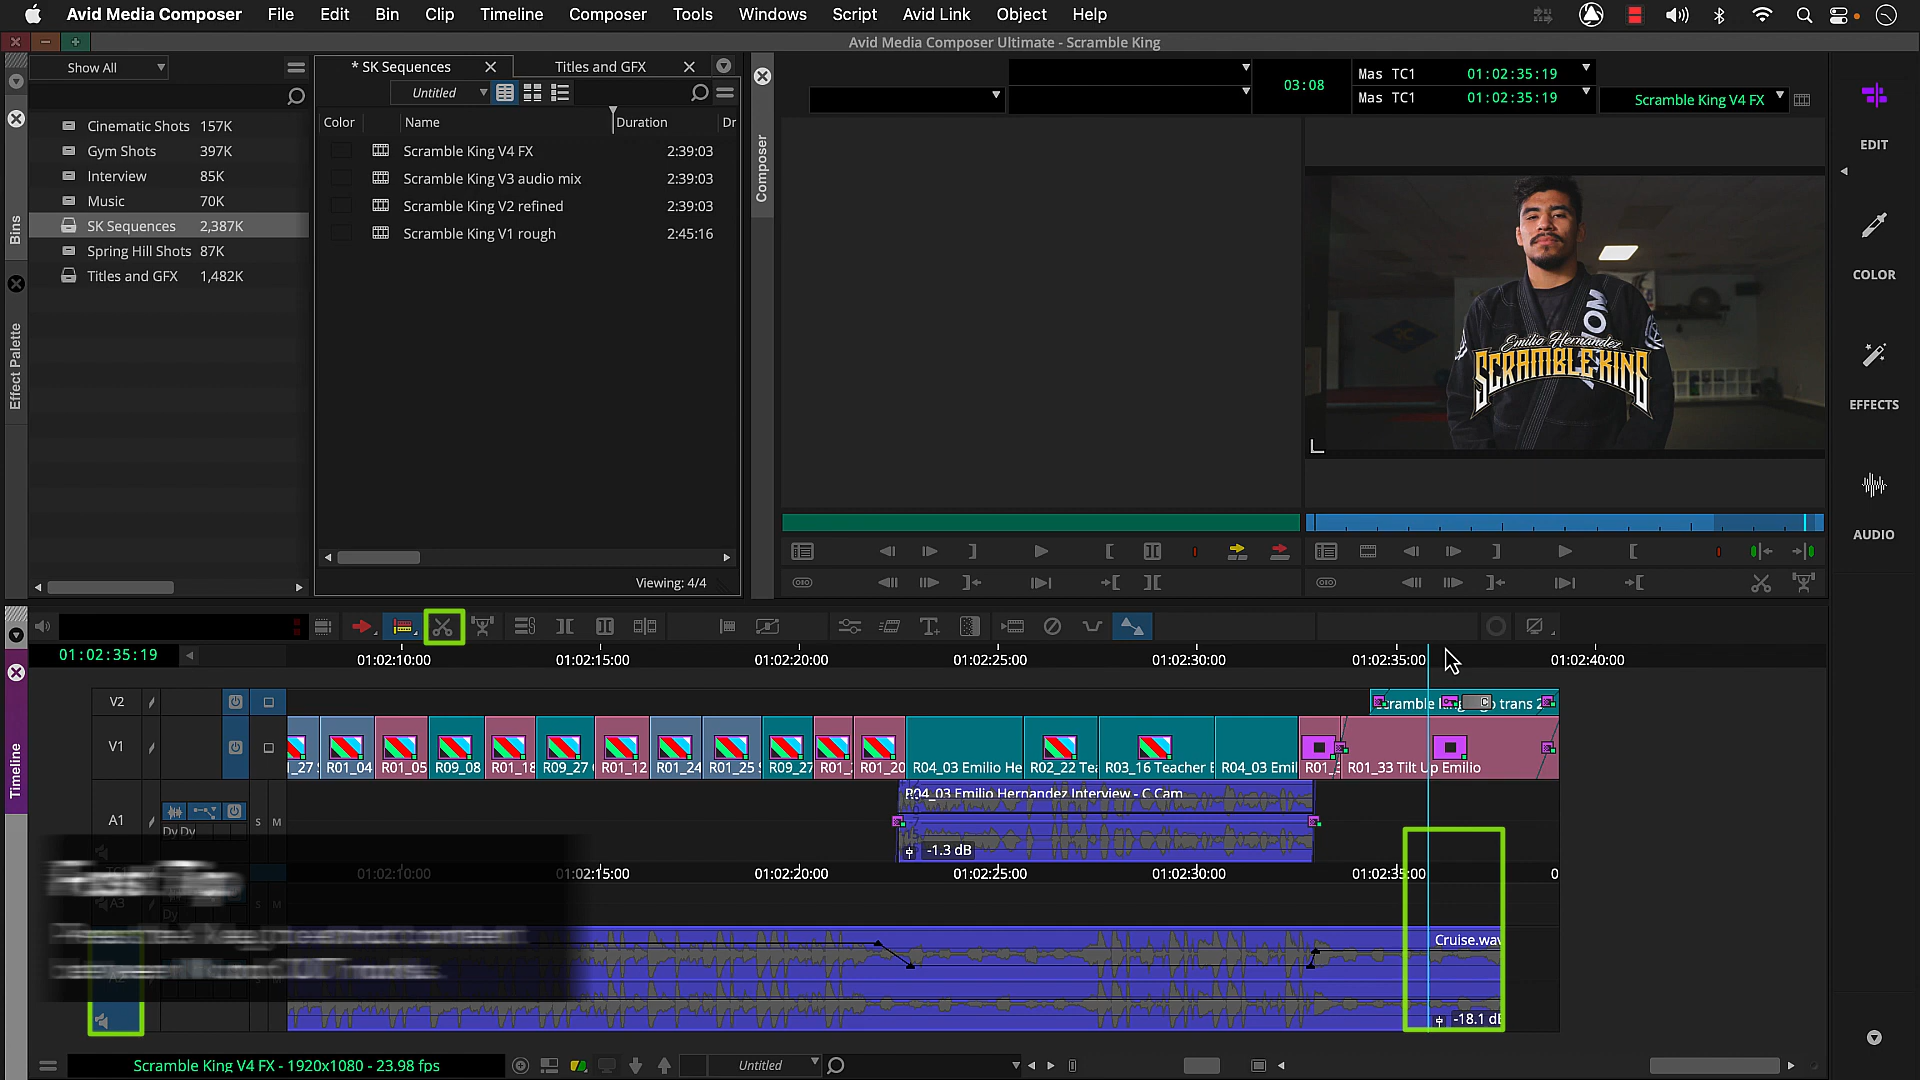 Avid Media Composer File Edit Bin Clip Timeline Composer Tools Windows Script Avid Link Object Help
Avid Media Composer Ultimate - Scramble King
Show All
* SK Sequences
Titles and GFX
Untitled
Color Name Duration Dr
Cinematic Shots 157K
Gym Shots 397K
Interview 85K
Music 70K
SK Sequences 2,387K
Spring Hill Shots 87K
Titles and GFX 1,482K
Scramble King V4 FX 2:39:03
Scramble King V3 audio mix 2:39:03
Scramble King V2 refined 2:39:03
Scramble King V1 rough 2:45:16
Viewing: 4/4
Bins
Effect Palette
Composer
03:08
Mas TC1 01:02:35:19
Mas TC1 01:02:35:19
Scramble King V4 FX
Emilio Hernandez
SCRAMBLE KING
EDIT
COLOR
EFFECTS
AUDIO
Timeline
01:02:35:19
01:02:10:00 01:02:15:00 01:02:20:00 01:02:25:00 01:02:30:00 01:02:35:00 01:02:40:00
V2
V1
R01_04 R01_05 R09_08 R01_18 R09_27 R01_12 R01_24 R01_25 R09_27 R01_20 R04_03 Emilio He R02_22 Tea R03_16 Teacher E R04_03 Emil R01_33 Tilt Up Emilio
A1
Dy Dy
S M
R04_03 Emilio Hernandez Interview - C Cam
-1.3 dB
01:02:10:00 01:02:15:00 01:02:20:00 01:02:25:00 01:02:30:00 01:02:35:00 0
A3
Dy
S M
Cruise.wav
-18.1 dB
Scramble King V4 FX - 1920x1080 - 23.98 fps
Untitled